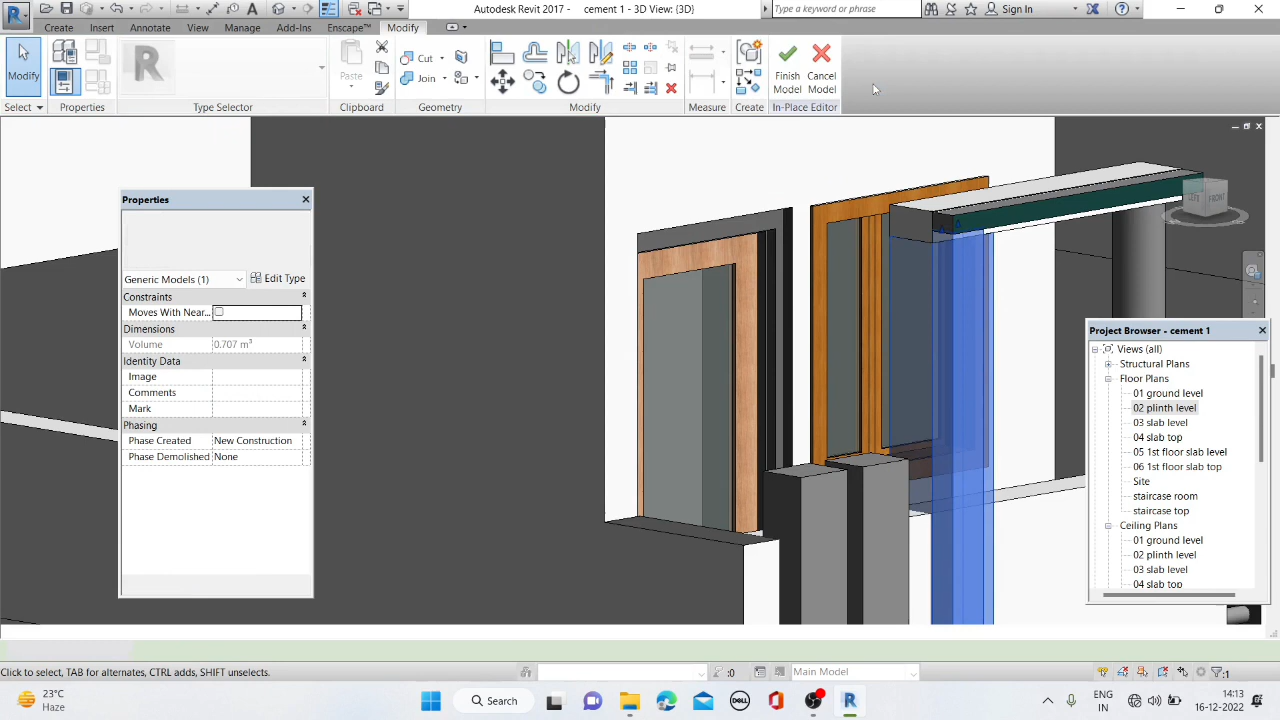 Autodesk Revit 2017 - cement 1 - 3D View: {3D}
Type a keyword or phrase
Sign In
Insert Annotate View Manage Add-Ins Enscape™ Modify
Modify
Paste
Cut
Join
Finish Model
Cancel Model
Select Properties Type Selector Clipboard Geometry Modify Measure Create In-Place Editor
Properties
Generic Models (1) Edit Type
Constraints
Moves With Near...
Dimensions
Volume 0.707 m³
Identity Data
Image
Comments
Mark
Phasing
Phase Created New Construction
Phase Demolished None
LEFT FRONT
Project Browser - cement 1
Views (all)
Structural Plans
Floor Plans
01 ground level
02 plinth level
03 slab level
04 slab top
05 1st floor slab level
06 1st floor slab top
Site
staircase room
staircase top
Ceiling Plans
01 ground level
02 plinth level
03 slab level
04 slab top
Click to select, TAB for alternates, CTRL adds, SHIFT unselects.
:0
Main Model
:1
23°C
Haze
Search
DELL
ENG
IN
14:13
16-12-2022